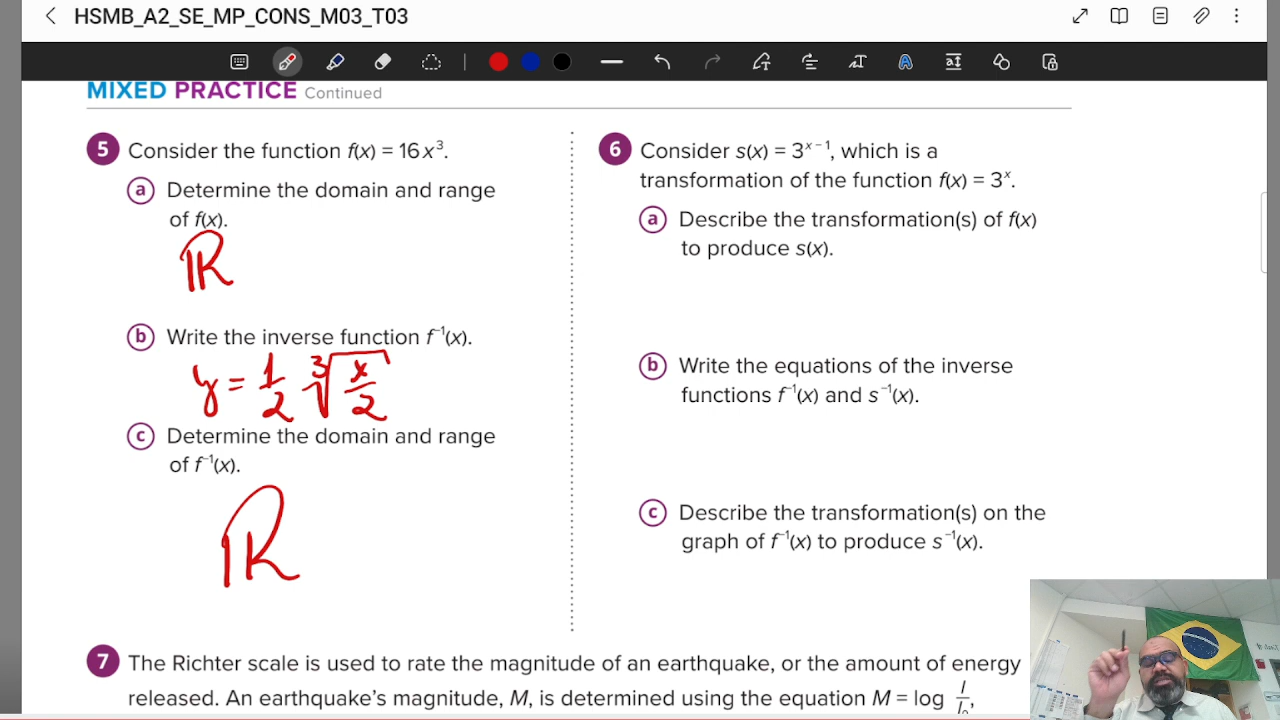 HSMB_A2_SE_MP_CONS_M03_T03
MIXED PRACTICE Continued
5 Consider the function f(x) = 16x³.
a Determine the domain and range
of f(x).
ℝ
b Write the inverse function f⁻¹(x).
y = 1/2 ∛(x/2)
c Determine the domain and range
of f⁻¹(x).
ℝ
6 Consider s(x) = 3ˣ⁻¹, which is a
transformation of the function f(x) = 3ˣ.
a Describe the transformation(s) of f(x)
to produce s(x).
b Write the equations of the inverse
functions f⁻¹(x) and s⁻¹(x).
c Describe the transformation(s) on the
graph of f⁻¹(x) to produce s⁻¹(x).
7 The Richter scale is used to rate the magnitude of an earthquake, or the amount of energy
released. An earthquake's magnitude, M, is determined using the equation M = log I/I₀,